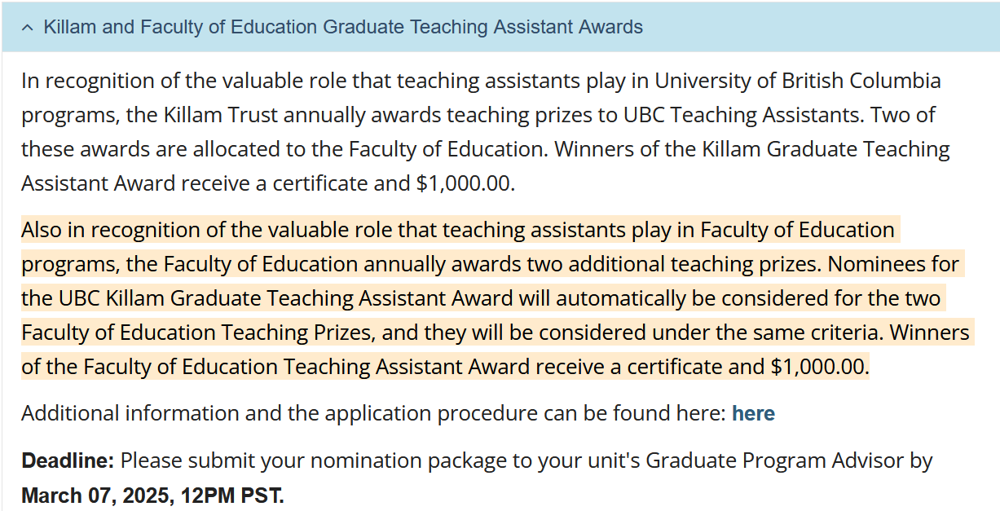 Killam and Faculty of Education Graduate Teaching Assistant Awards
In recognition of the valuable role that teaching assistants play in University of British Columbia
programs, the Killam Trust annually awards teaching prizes to UBC Teaching Assistants. Two of
these awards are allocated to the Faculty of Education. Winners of the Killam Graduate Teaching
Assistant Award receive a certificate and $1,000.00.
Also in recognition of the valuable role that teaching assistants play in Faculty of Education
programs, the Faculty of Education annually awards two additional teaching prizes. Nominees for
the UBC Killam Graduate Teaching Assistant Award will automatically be considered for the two
Faculty of Education Teaching Prizes, and they will be considered under the same criteria. Winners
of the Faculty of Education Teaching Assistant Award receive a certificate and $1,000.00.
Additional information and the application procedure can be found here: here
Deadline: Please submit your nomination package to your unit's Graduate Program Advisor by
March 07, 2025, 12PM PST.